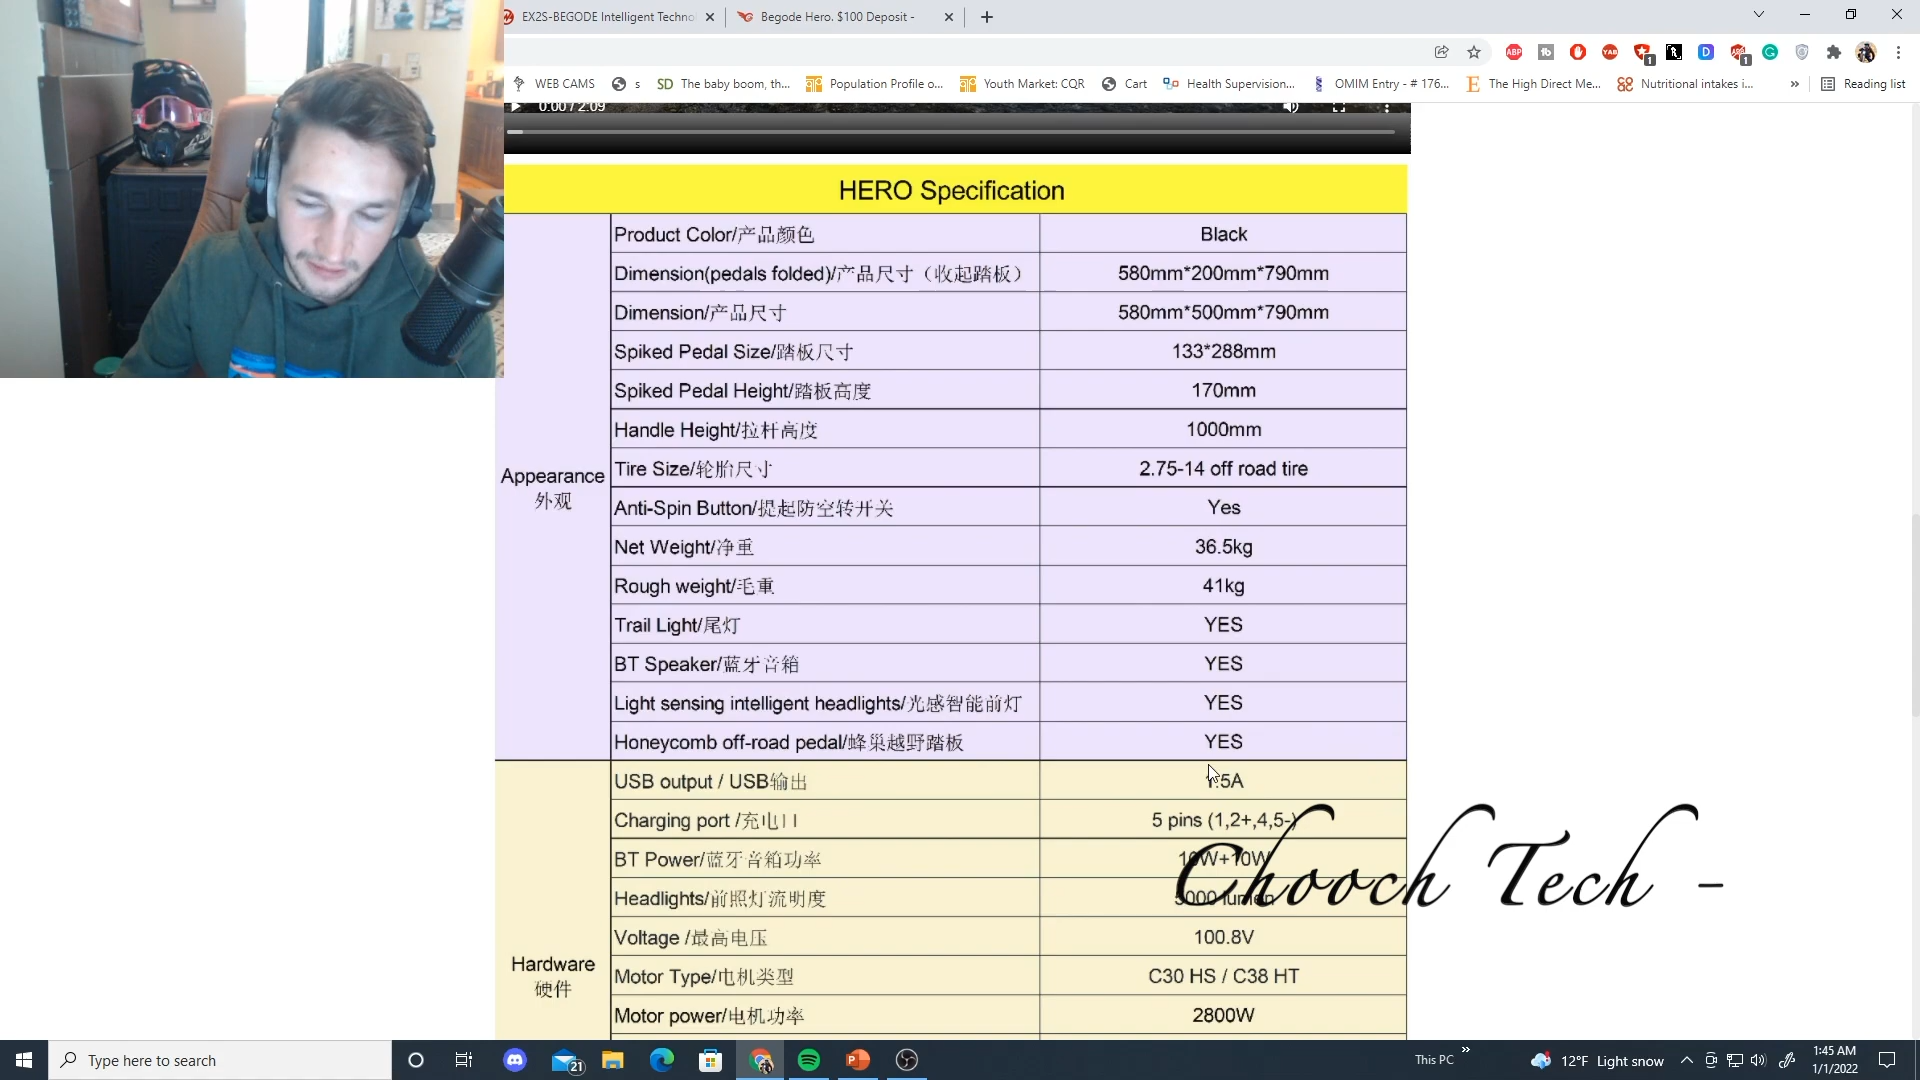 EX2S-BEGODE Intelligent Techno
Begode Hero. $100 Deposit -
WEB CAMS
s
SD The baby boom, th...
Population Profile o...
Youth Market: CQR
Cart
Health Supervision...
OMIM Entry - # 176...
The High Direct Me...
Nutritional intakes i...
»
Reading list
0:00 / 2:09
HERO Specification
Appearance
外观
Product Color/产品颜色 Black
Dimension(pedals folded)/产品尺寸（收起踏板） 580mm*200mm*790mm
Dimension/产品尺寸 580mm*500mm*790mm
Spiked Pedal Size/踏板尺寸 133*288mm
Spiked Pedal Height/踏板高度 170mm
Handle Height/拉杆高度 1000mm
Tire Size/轮胎尺寸 2.75-14 off road tire
Anti-Spin Button/提起防空转开关 Yes
Net Weight/净重 36.5kg
Rough weight/毛重 41kg
Trail Light/尾灯 YES
BT Speaker/蓝牙音箱 YES
Light sensing intelligent headlights/光感智能前灯 YES
Honeycomb off-road pedal/蜂巢越野踏板 YES
Hardware
硬件
USB output / USB输出 1.5A
Charging port /充电口 5 pins (1,2+,4,5-)
BT Power/蓝牙音箱功率 10W+10W
Headlights/前照灯流明度 lumen
Voltage /最高电压 100.8V
Motor Type/电机类型 C30 HS / C38 HT
Motor power/电机功率 2800W
Chooch Tech -
Type here to search
21
This PC
»
12°F Light snow
1:45 AM
1/1/2022